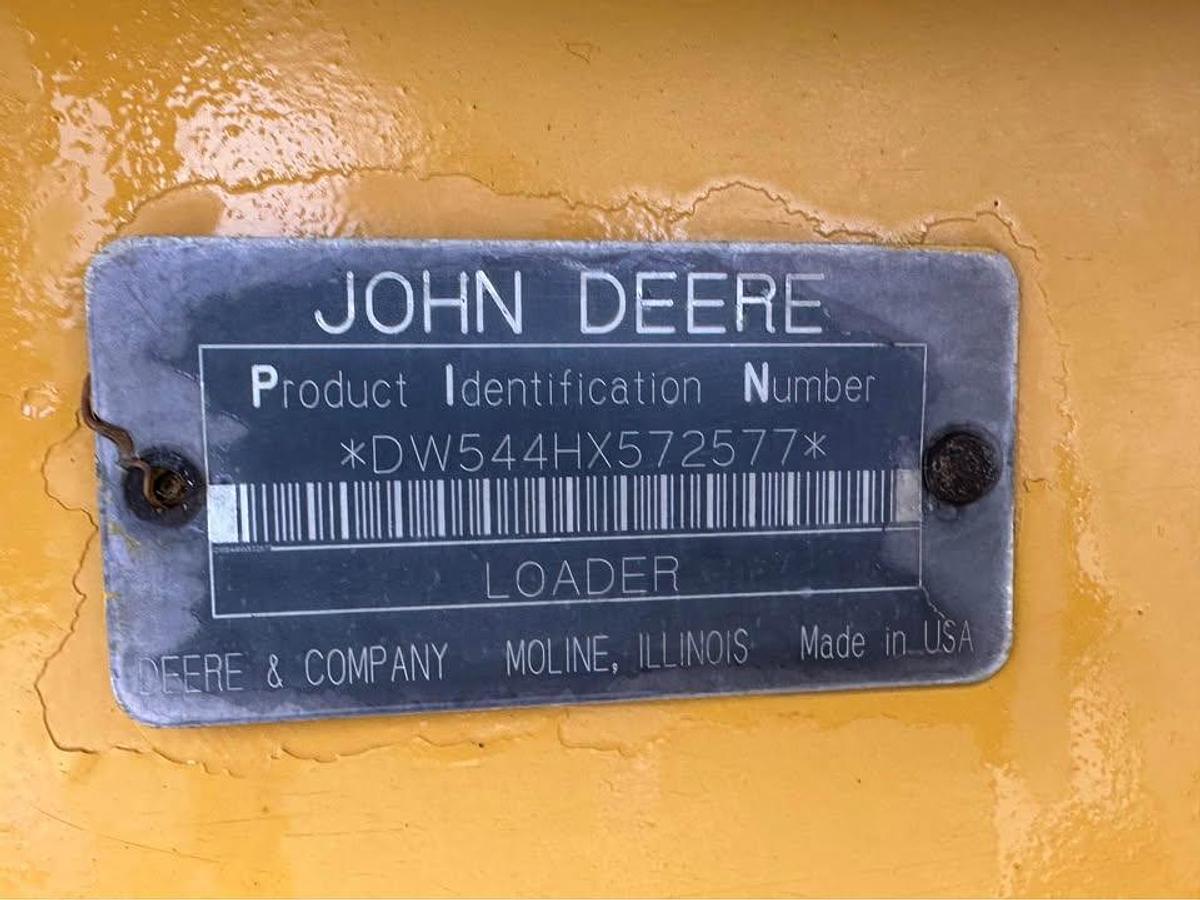 JOHN DEERE
Product Identification Number
*DW544HX572577*
LOADER
DEERE & COMPANY MOLINE, ILLINOIS Made in USA